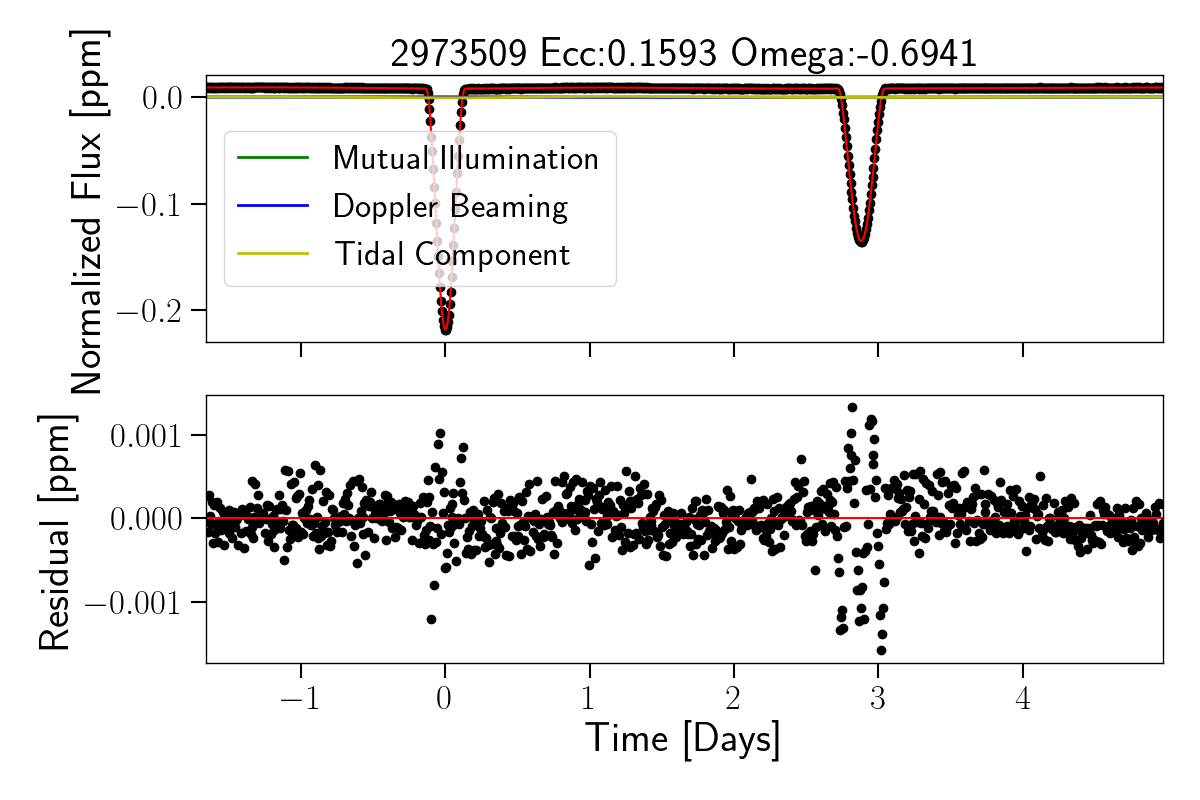 2973509 Ecc:0.1593 Omega:-0.6941
Normalized Flux [ppm]
0.0
−0.1
−0.2
Mutual Illumination
Doppler Beaming
Tidal Component
Residual [ppm]
0.001
0.000
−0.001
−1 0 1 2 3 4
Time [Days]